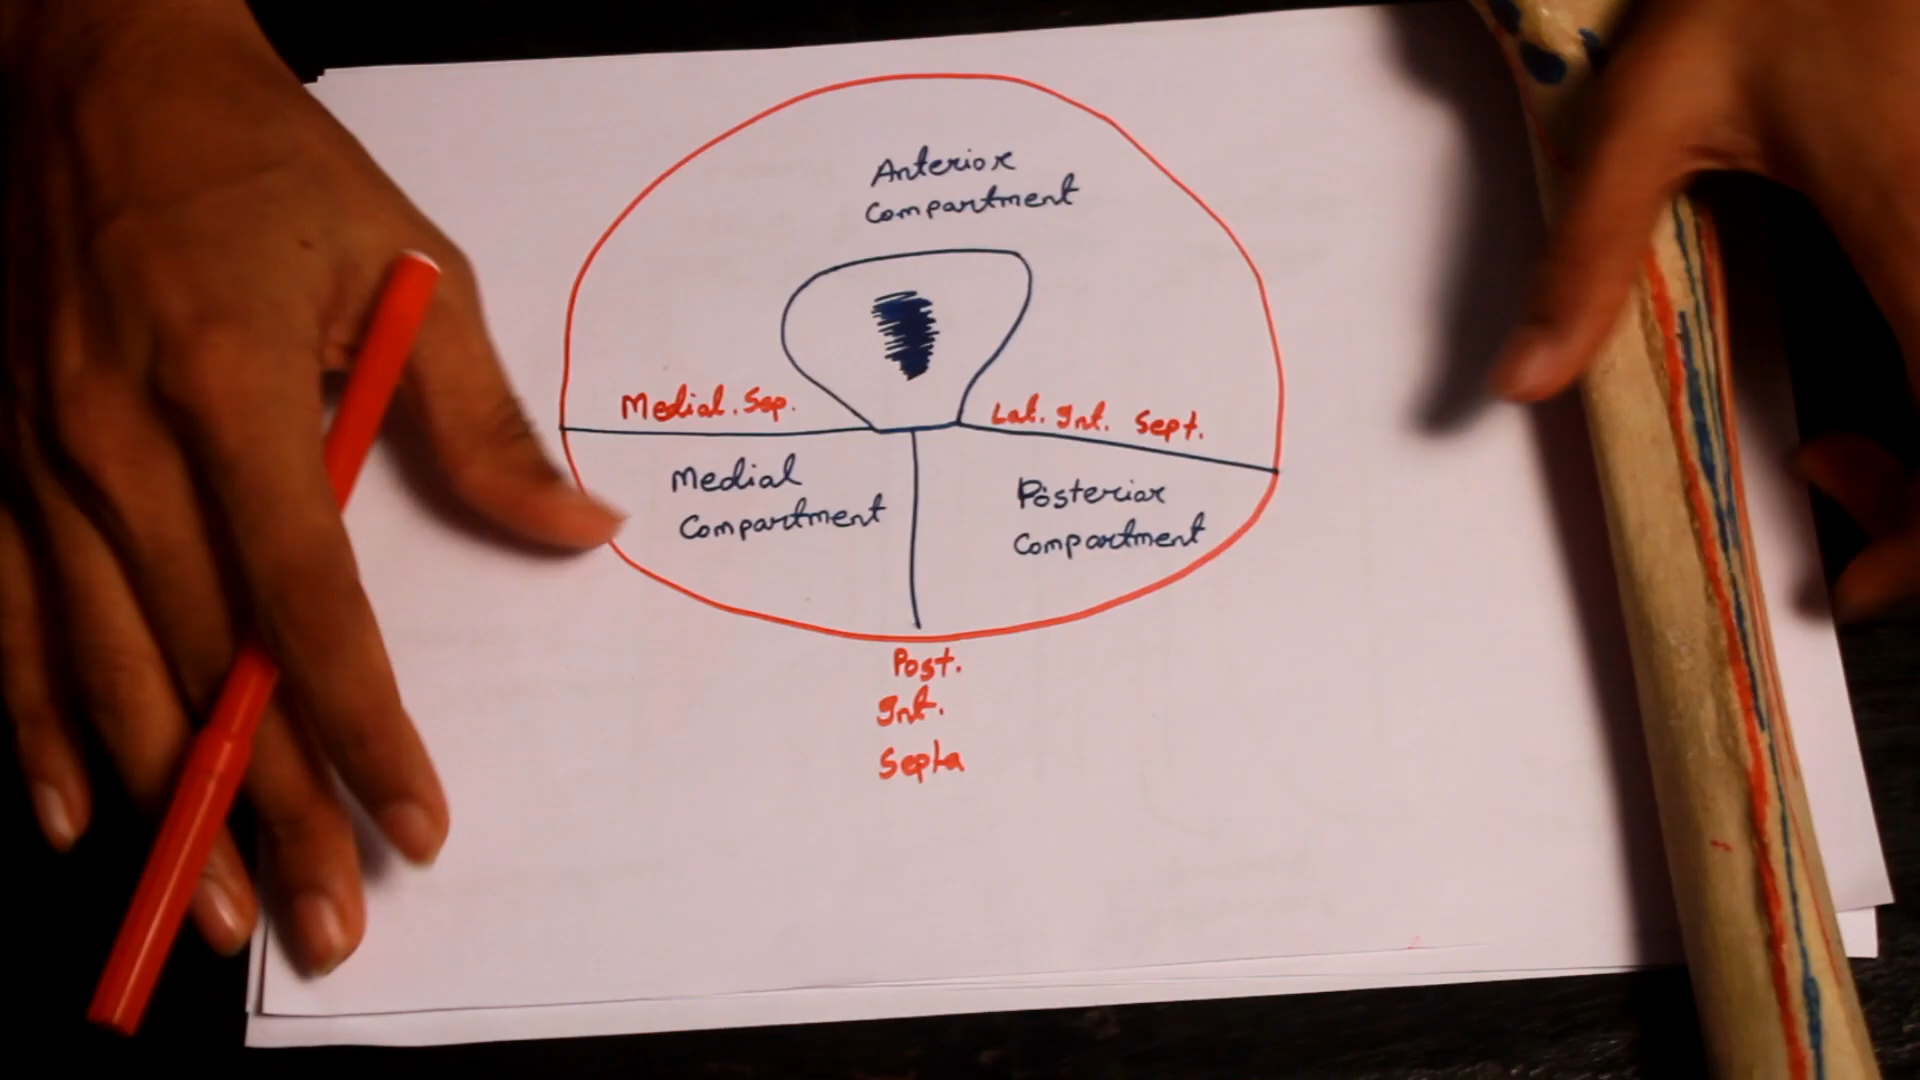 Anterior
Compartment
Medial. Sep.
Lat. Int. Sept.
Medial
Compartment
Posterior
Compartment
Post.
Int.
Septa